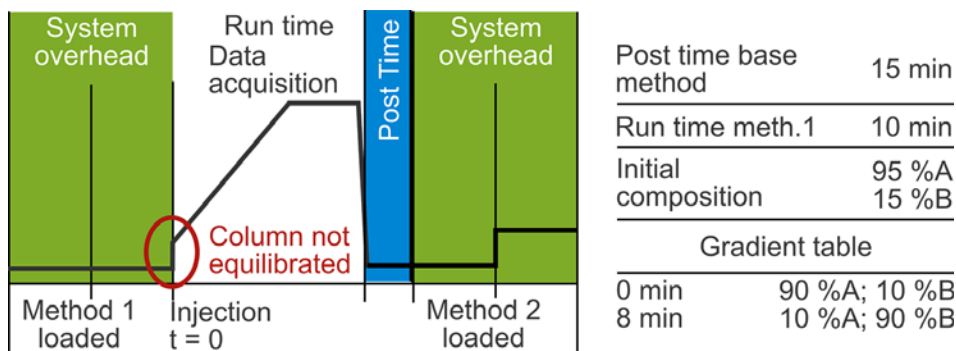 System
overhead
Run time
Data
acquisition
Post Time
System
overhead
Column not
equilibrated
Method 1
loaded
Injection
t = 0
Method 2
loaded
Post time base
method
15 min
Run time meth.1
10 min
Initial
composition
95 %A
15 %B
Gradient table
0 min 90 %A; 10 %B
8 min 10 %A; 90 %B